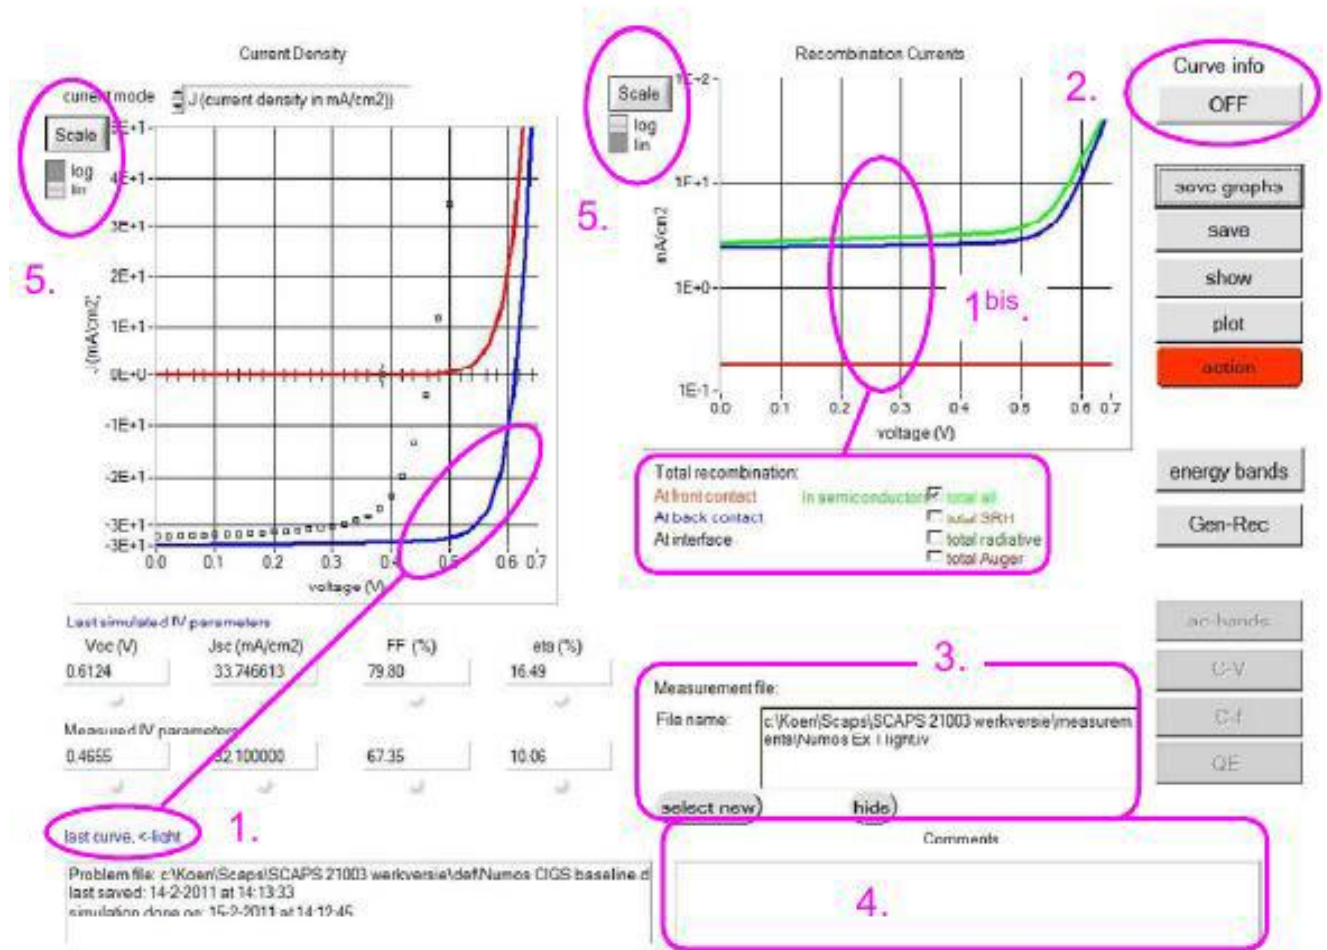 Current Density
current mode
J (current density in mA/cm2))
Scale
log
lin
5.
4E+1
3E+1
2E+1
1E+1
0E+0
-1E+1
-2E+1
-3E+1
-3E+1
J (mA/cm2)
0.0 0.1 0.2 0.3 0.4 0.5 0.6 0.7
voltage (V)
Last simulated IV parameters
Voc (V) Jsc (mA/cm2) FF (%) eta (%)
0.6124 33.746613 79.80 16.49
Measured IV parameters
0.4655 32.100000 67.35 10.06
last curve, <-light
1.
Problem file: c:\Koen\Scaps\SCAPS 21003 werkversie\def\Numos CIGS baseline d
last saved: 14-2-2011 at 14:13:33
simulation done on: 15-2-2011 at 14:12:45
Recombination Currents
Scale
log
lin
5.
1E+2
1E+1
1E+0
1E-1
mA/cm2
1bis.
0.0 0.1 0.2 0.3 0.4 0.5 0.6 0.7
voltage (V)
Total recombination:
At front contact In semiconductor total all
At back contact total SRH
At interface total radiative
total Auger
3.
Measurement file:
File name: c:\Koen\Scaps\SCAPS 21003 werkversie\measurem
ents\Numos Ex 1 light.iv
select new hide
Comments
4.
2.
Curve info
OFF
save graphs
save
show
plot
action
energy bands
Gen-Rec
ac-bands
C-V
C-f
QE